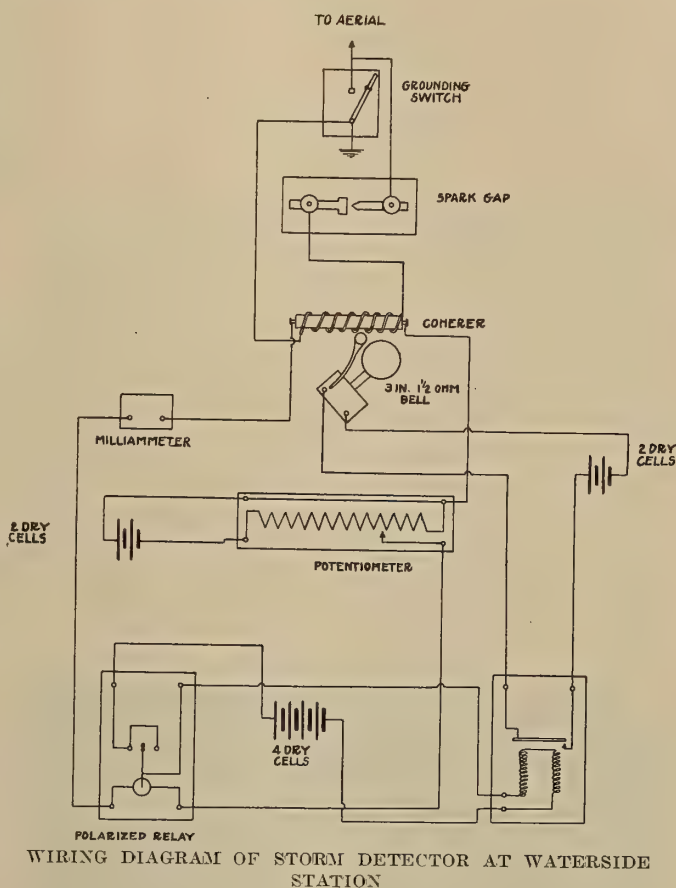 TO AERIAL
GROUNDING
SWITCH
SPARK GAP
COHERER
3 IN. 1½ OHM
BELL
MILLIAMMETER
2 DRY
CELLS
2 DRY
CELLS
POTENTIOMETER
4 DRY
CELLS
POLARIZED RELAY
WIRING DIAGRAM OF STORM DETECTOR AT WATERSIDE
STATION